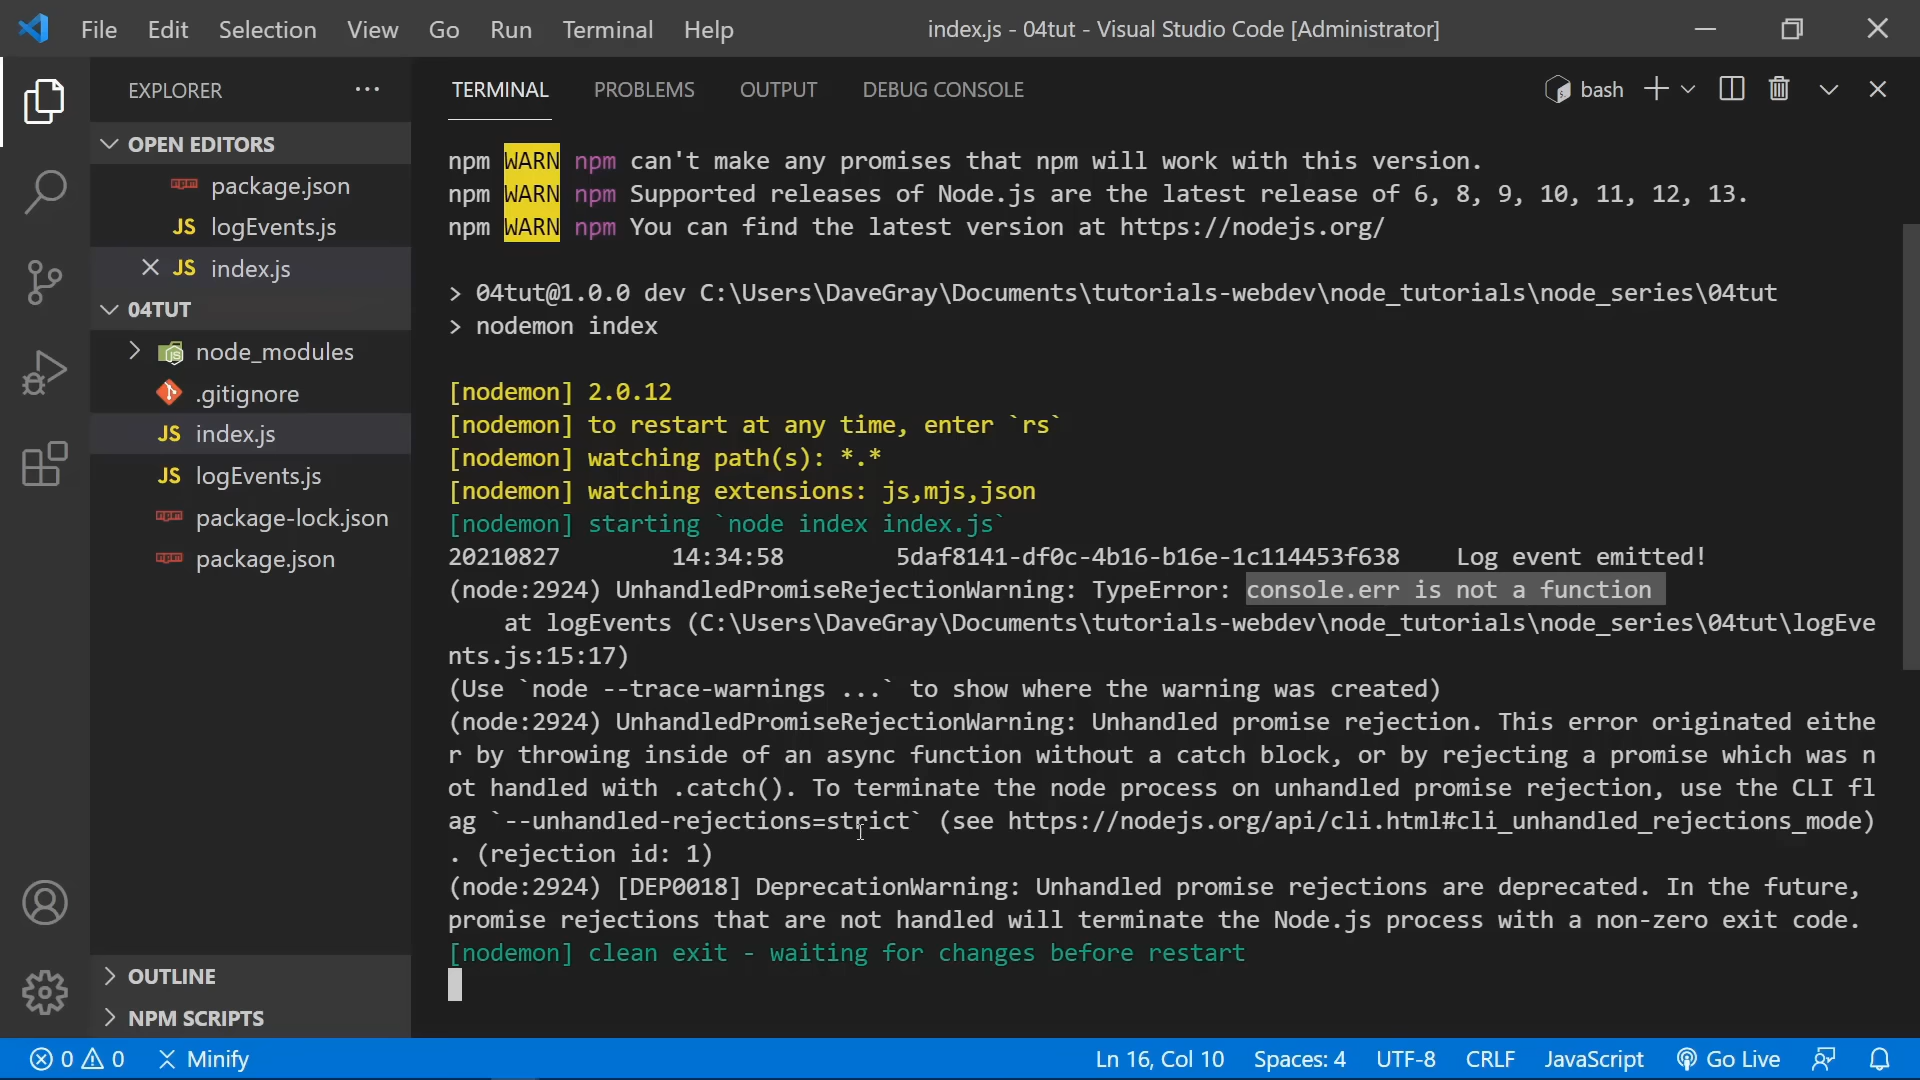 File Edit Selection View Go Run Terminal Help
index.js - 04tut - Visual Studio Code [Administrator]
EXPLORER
OPEN EDITORS
package.json
JS logEvents.js
JS index.js
04TUT
node_modules
.gitignore
JS index.js
JS logEvents.js
package-lock.json
package.json
OUTLINE
NPM SCRIPTS
TERMINAL PROBLEMS OUTPUT DEBUG CONSOLE
bash
npm WARN npm can't make any promises that npm will work with this version.
npm WARN npm Supported releases of Node.js are the latest release of 6, 8, 9, 10, 11, 12, 13.
npm WARN npm You can find the latest version at https://nodejs.org/
> 04tut@1.0.0 dev C:\Users\DaveGray\Documents\tutorials-webdev\node_tutorials\node_series\04tut
> nodemon index
[nodemon] 2.0.12
[nodemon] to restart at any time, enter `rs`
[nodemon] watching path(s): *.*
[nodemon] watching extensions: js,mjs,json
[nodemon] starting `node index index.js`
20210827 14:34:58 5daf8141-df0c-4b16-b16e-1c114453f638 Log event emitted!
(node:2924) UnhandledPromiseRejectionWarning: TypeError: console.err is not a function
at logEvents (C:\Users\DaveGray\Documents\tutorials-webdev\node_tutorials\node_series\04tut\logEve
nts.js:15:17)
(Use `node --trace-warnings ...` to show where the warning was created)
(node:2924) UnhandledPromiseRejectionWarning: Unhandled promise rejection. This error originated eithe
r by throwing inside of an async function without a catch block, or by rejecting a promise which was n
ot handled with .catch(). To terminate the node process on unhandled promise rejection, use the CLI fl
ag `--unhandled-rejections=strict` (see https://nodejs.org/api/cli.html#cli_unhandled_rejections_mode)
. (rejection id: 1)
(node:2924) [DEP0018] DeprecationWarning: Unhandled promise rejections are deprecated. In the future,
promise rejections that are not handled will terminate the Node.js process with a non-zero exit code.
[nodemon] clean exit - waiting for changes before restart
0 0 Minify
Ln 16, Col 10 Spaces: 4 UTF-8 CRLF JavaScript Go Live